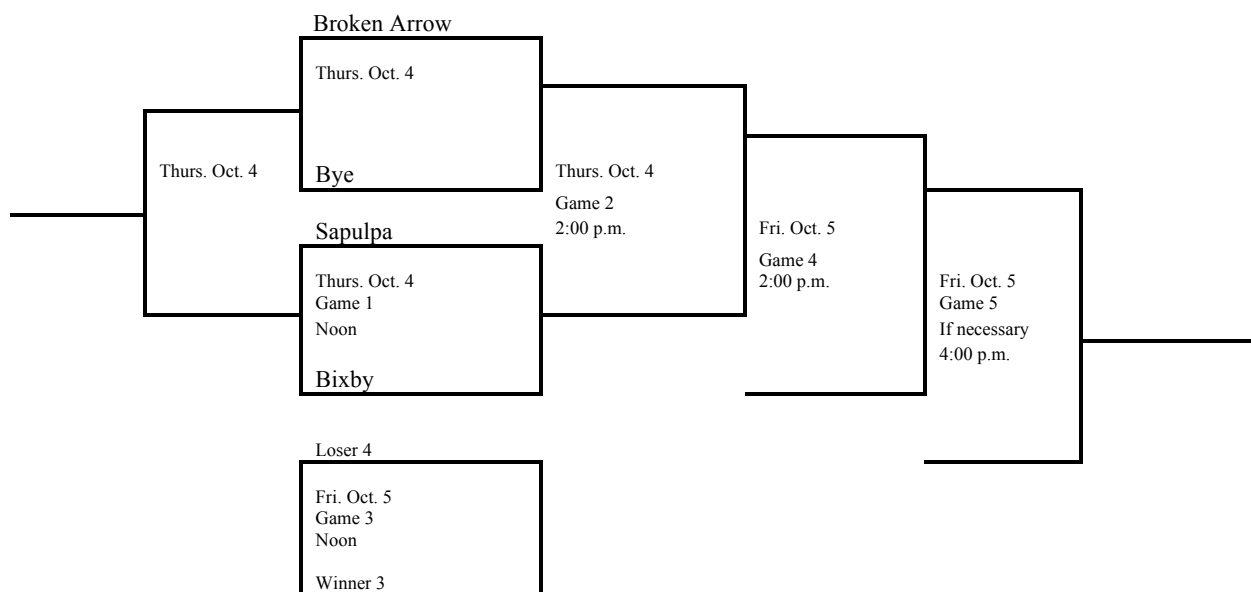 Broken Arrow
Thurs. Oct. 4
Thurs. Oct. 4
Bye
Thurs. Oct. 4
Game 2
2:00 p.m.
Sapulpa
Thurs. Oct. 4
Game 1
Noon
Bixby
Fri. Oct. 5
Game 4
2:00 p.m.
Fri. Oct. 5
Game 5
If necessary
4:00 p.m.
Loser 4
Fri. Oct. 5
Game 3
Noon
Winner 3